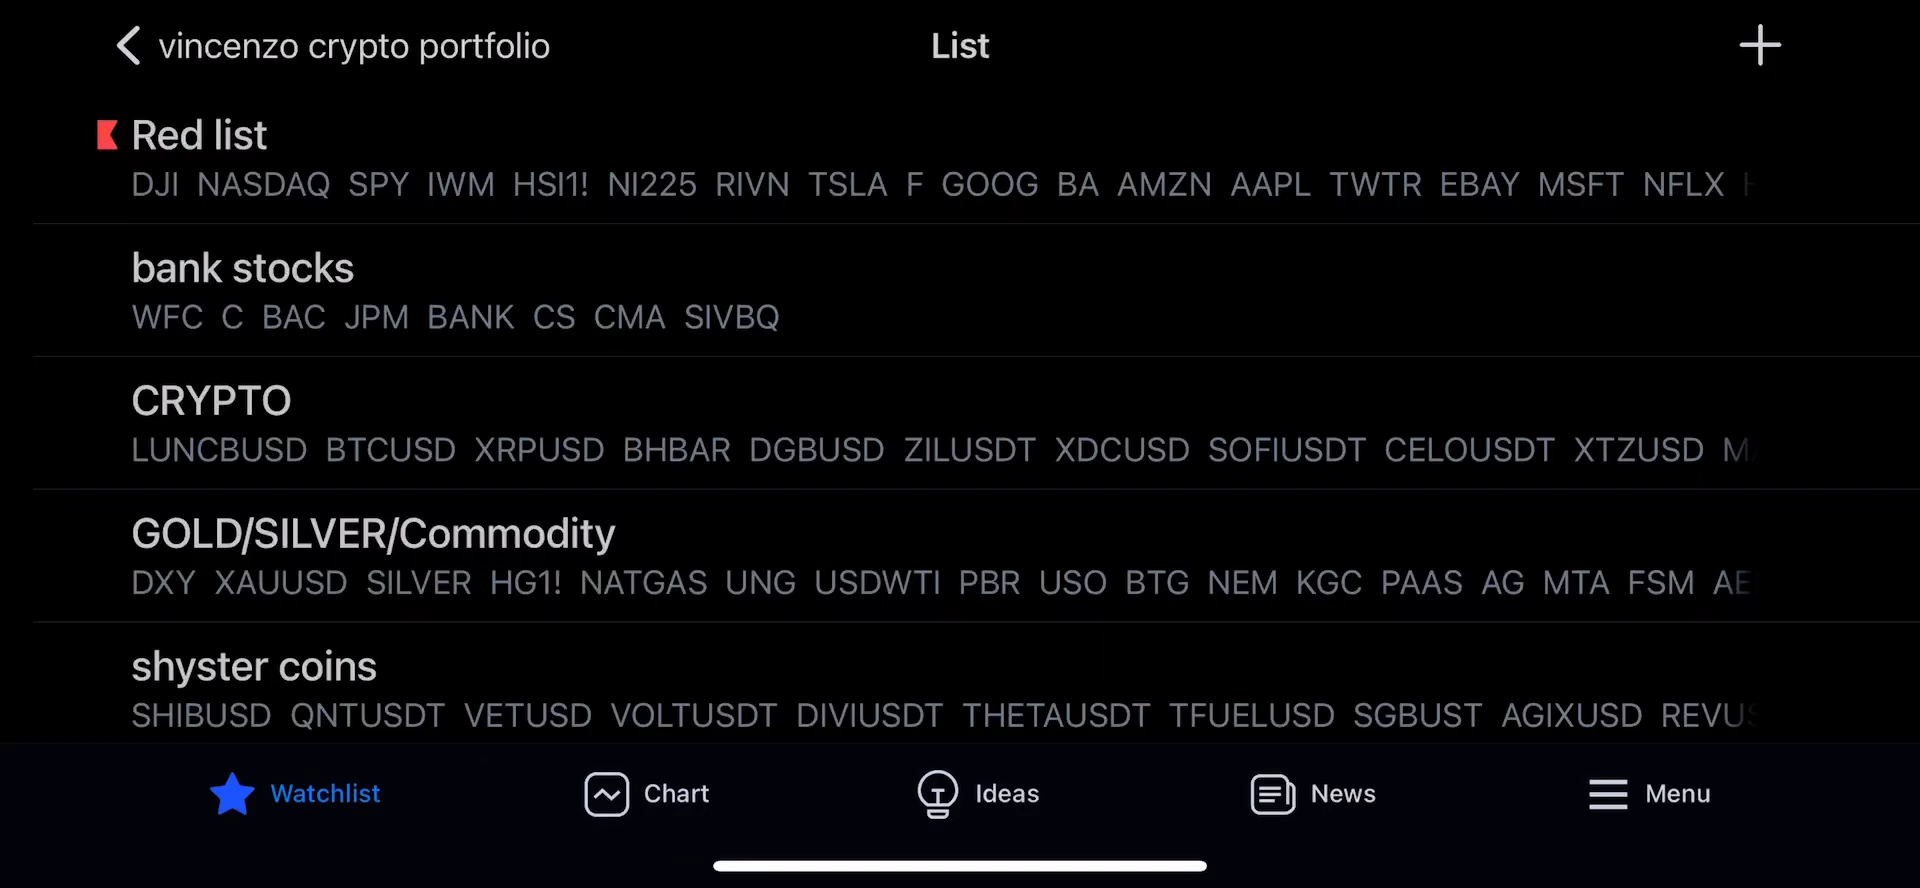 vincenzo crypto portfolio
List
Red list
DJI NASDAQ SPY IWM HSI1! NI225 RIVN TSLA F GOOG BA AMZN AAPL TWTR EBAY MSFT NFLX
bank stocks
WFC C BAC JPM BANK CS CMA SIVBQ
CRYPTO
LUNCBUSD BTCUSD XRPUSD BHBAR DGBUSD ZILUSDT XDCUSD SOFIUSDT CELOUSDT XTZUSD
GOLD/SILVER/Commodity
DXY XAUUSD SILVER HG1! NATGAS UNG USDWTI PBR USO BTG NEM KGC PAAS AG MTA FSM
shyster coins
SHIBUSD QNTUSDT VETUSD VOLTUSDT DIVIUSDT THETAUSDT TFUELUSD SGBUST AGIXUSD
Watchlist
Chart
Ideas
News
Menu